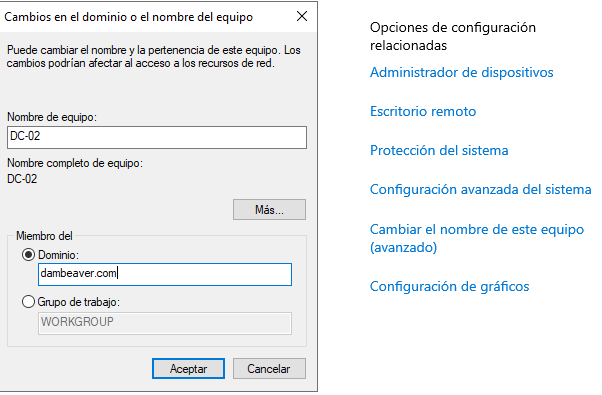 Cambios en el dominio o el nombre del equipo
Puede cambiar el nombre y la pertenencia de este equipo. Los
cambios podrían afectar al acceso a los recursos de red.
Nombre de equipo:
DC-02
Nombre completo de equipo:
DC-02
Más...
Miembro del
Dominio:
dambeaver.com
Grupo de trabajo:
WORKGROUP
Aceptar
Cancelar
Opciones de configuración
relacionadas
Administrador de dispositivos
Escritorio remoto
Protección del sistema
Configuración avanzada del sistema
Cambiar el nombre de este equipo
(avanzado)
Configuración de gráficos